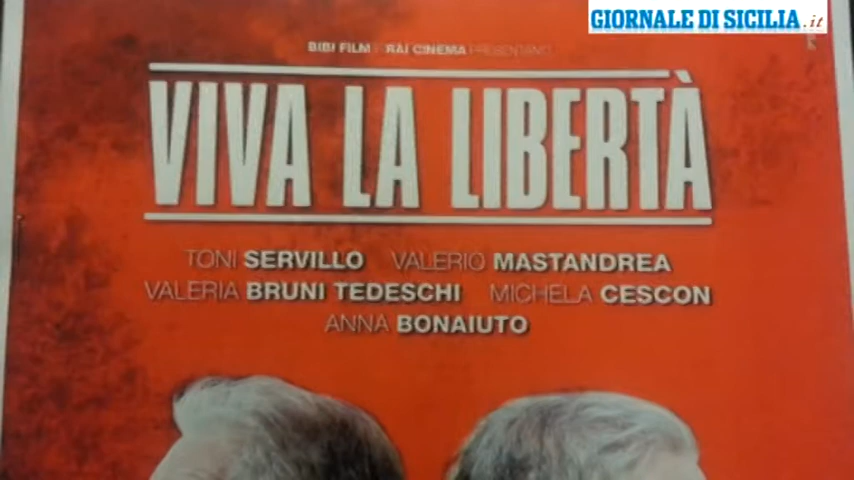 GIORNALE DI SICILIA.it
BIBI FILM RAI CINEMA PRESENTANO
VIVA LA LIBERTÀ
TONI SERVILLO VALERIO MASTANDREA
VALERIA BRUNI TEDESCHI MICHELA CESCON
ANNA BONAIUTO